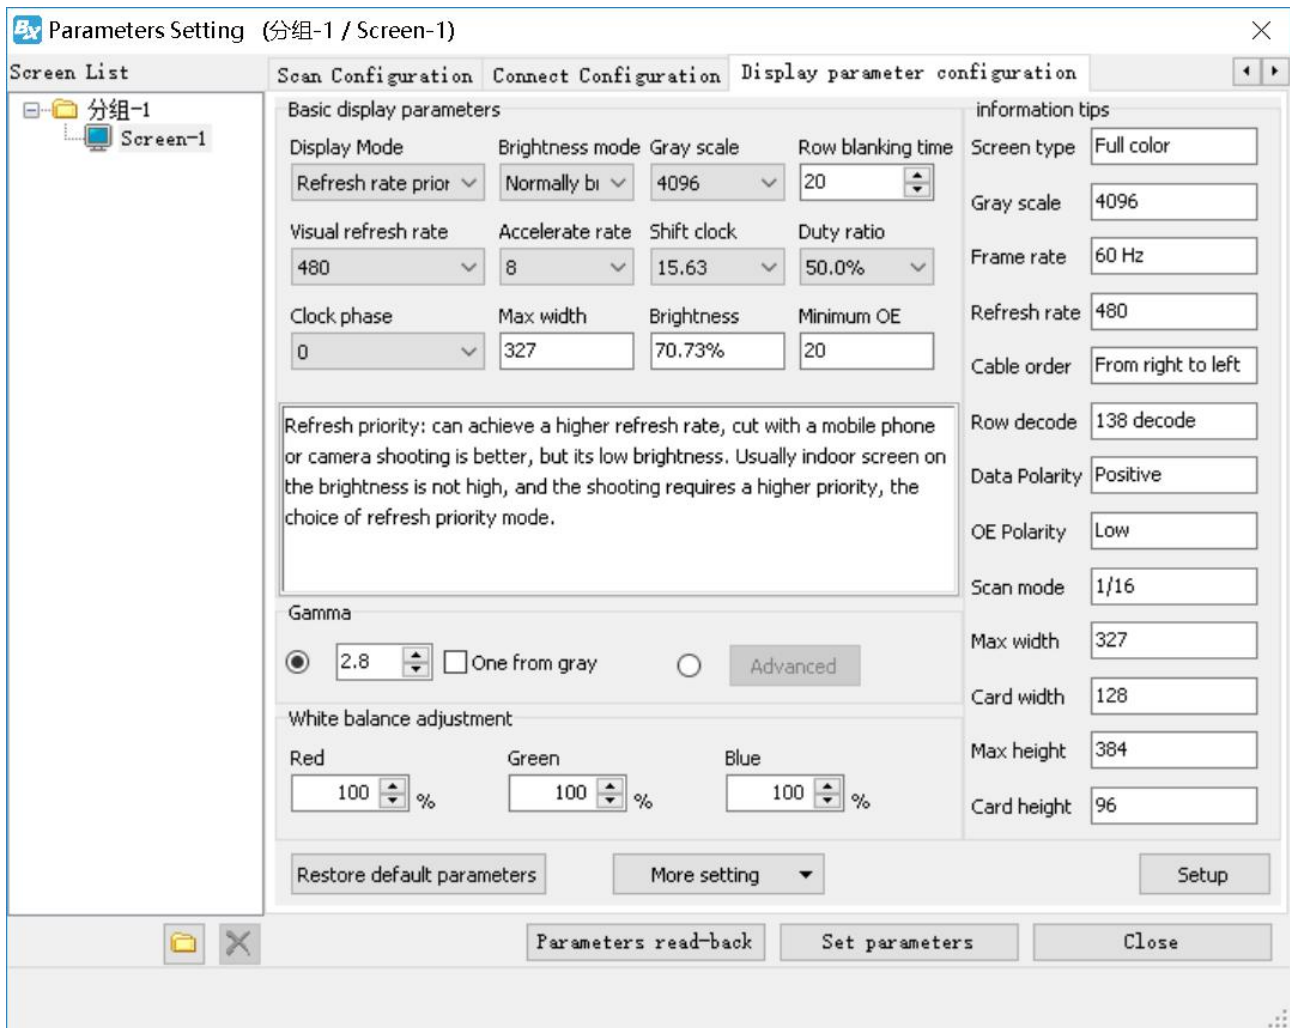 BX Parameters Setting (分组-1 / Screen-1)
Screen List
分组-1
Screen-1
Scan Configuration Connect Configuration Display parameter configuration
Basic display parameters
Display Mode Brightness mode Gray scale Row blanking time
Refresh rate prior Normally bı 4096 20
Visual refresh rate Accelerate rate Shift clock Duty ratio
480 8 15.63 50.0%
Clock phase Max width Brightness Minimum OE
0 327 70.73% 20
Refresh priority: can achieve a higher refresh rate, cut with a mobile phone
or camera shooting is better, but its low brightness. Usually indoor screen on
the brightness is not high, and the shooting requires a higher priority, the
choice of refresh priority mode.
Gamma
2.8 One from gray Advanced
White balance adjustment
Red Green Blue
100 % 100 % 100 %
information tips
Screen type Full color
Gray scale 4096
Frame rate 60 Hz
Refresh rate 480
Cable order From right to left
Row decode 138 decode
Data Polarity Positive
OE Polarity Low
Scan mode 1/16
Max width 327
Card width 128
Max height 384
Card height 96
Restore default parameters More setting Setup
Parameters read-back Set parameters Close